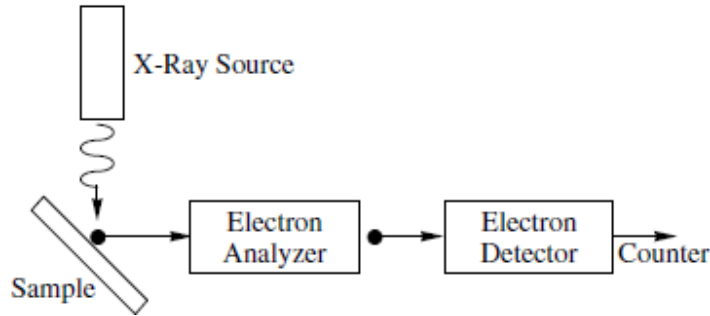 X-Ray Source
Electron
Analyzer
Electron
Detector
Counter
Sample